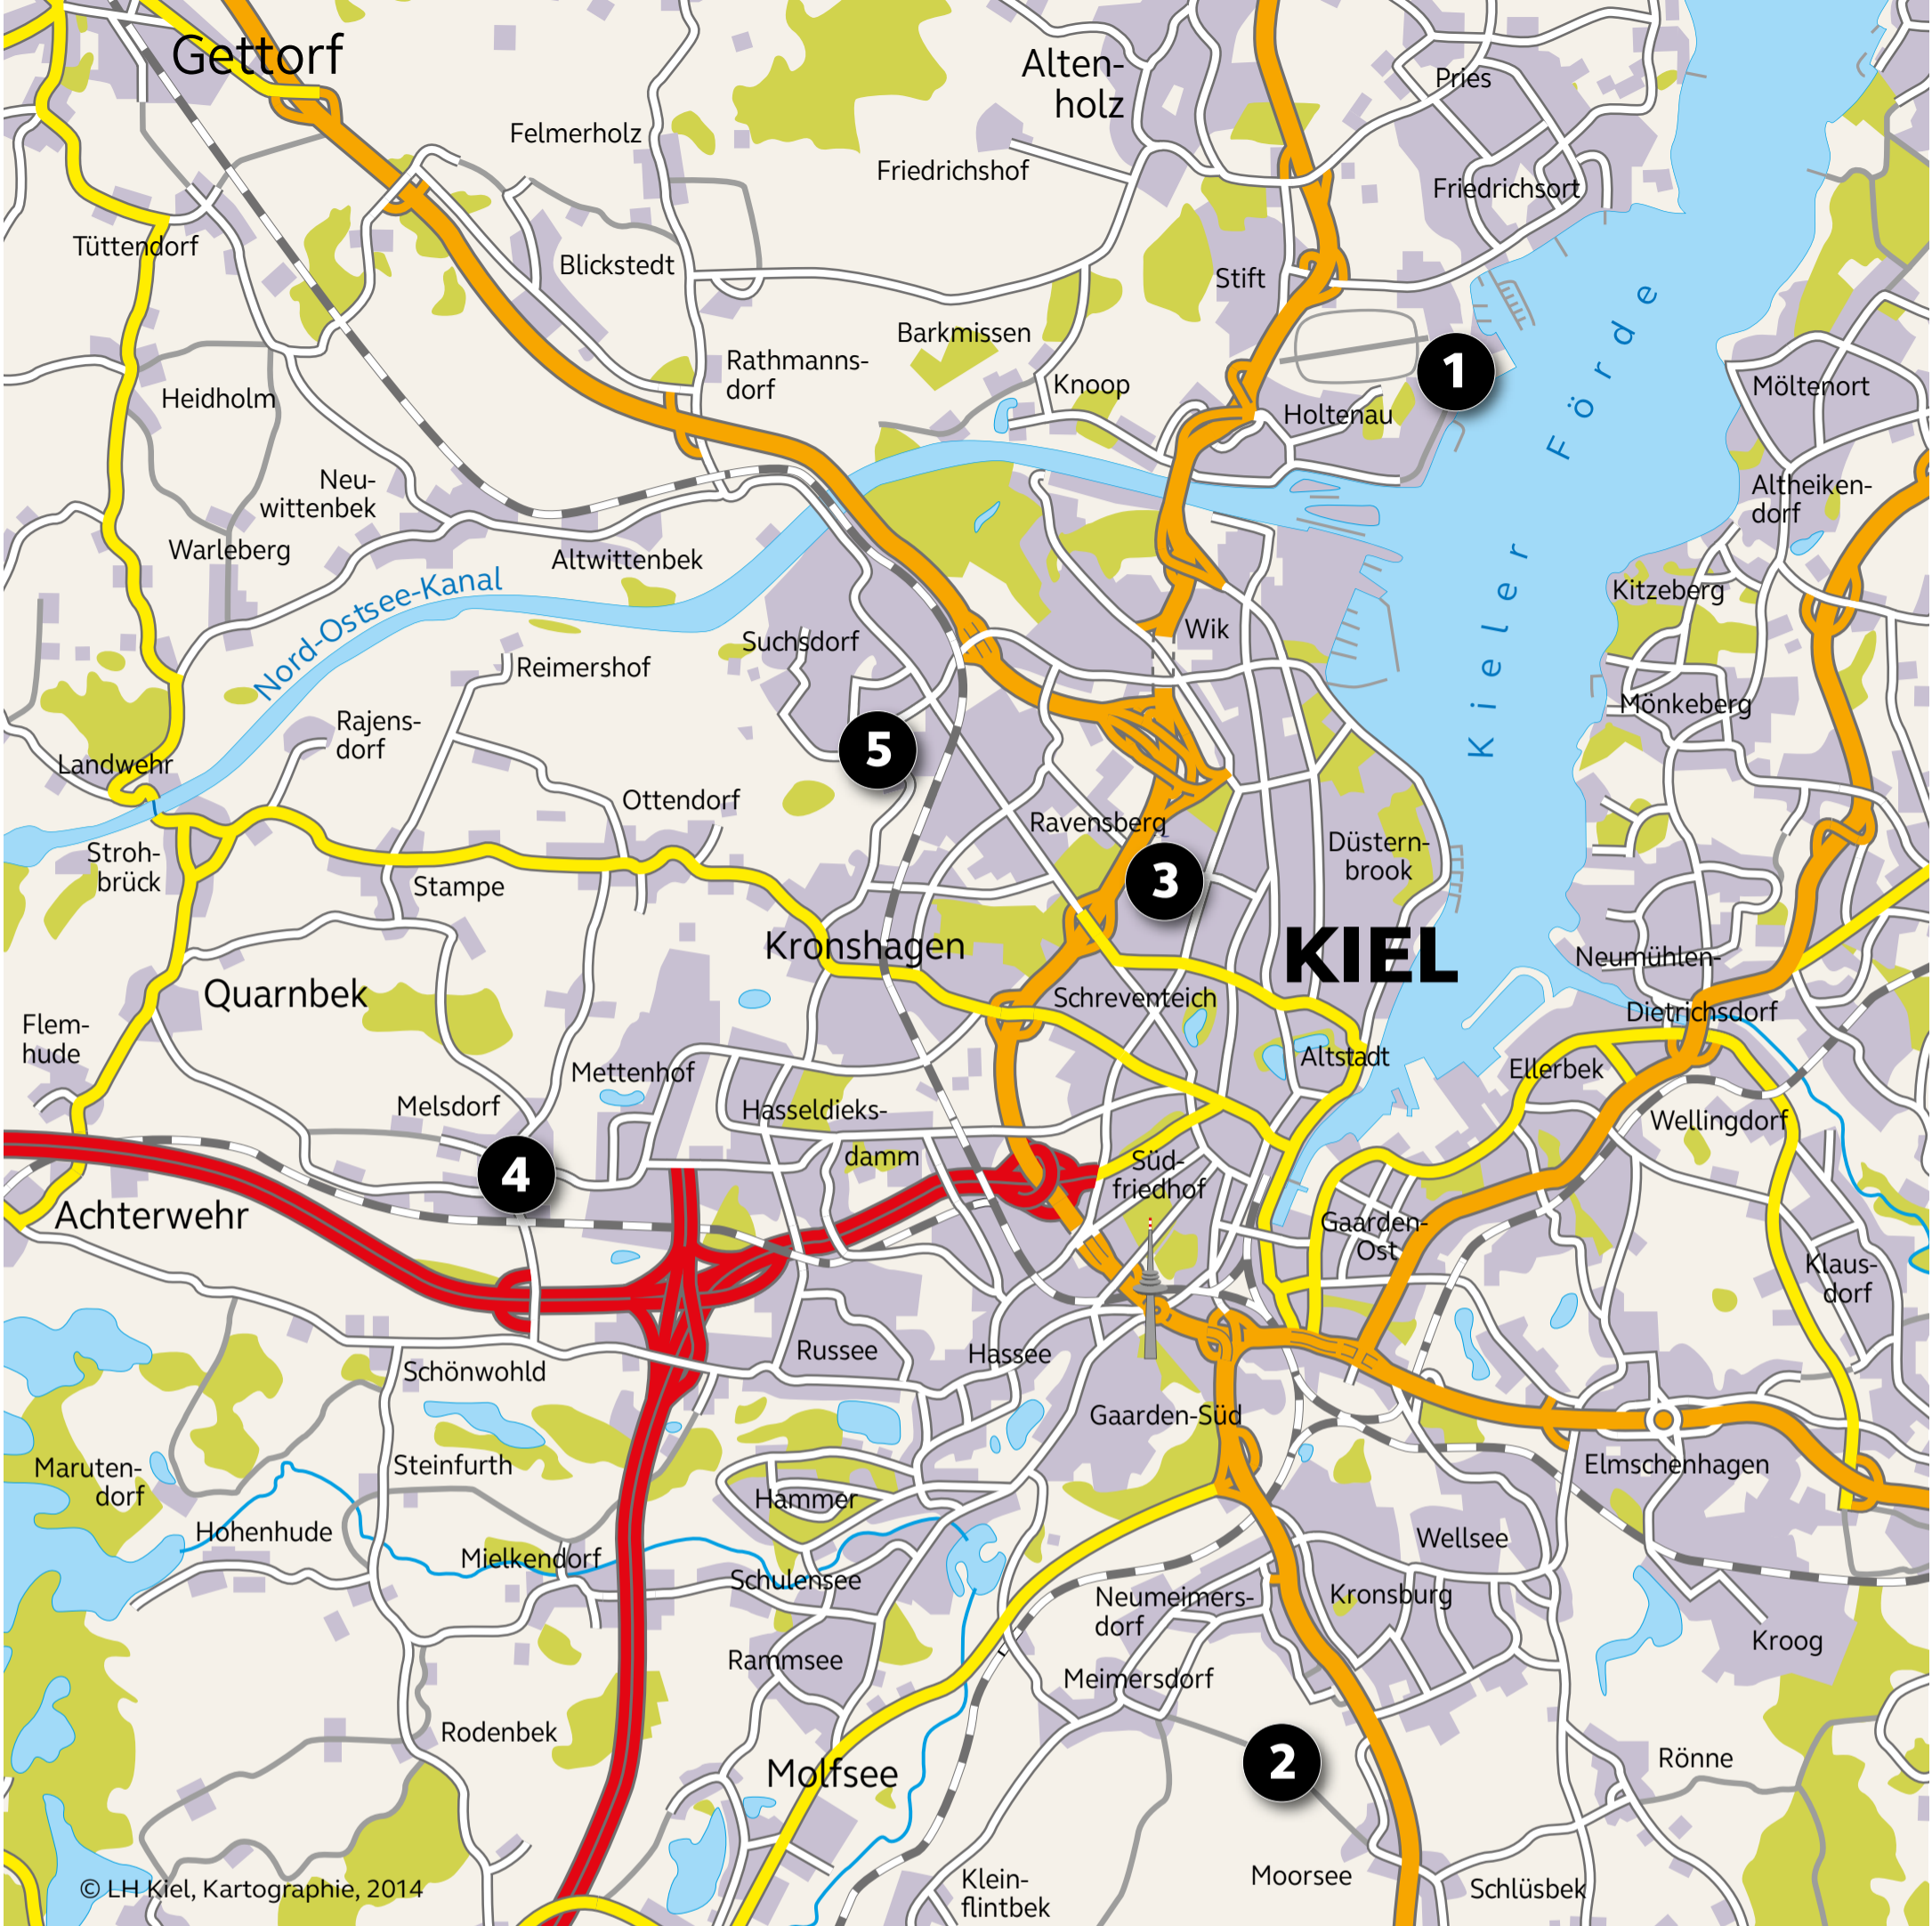 Gettorf
Alten-
holz
Pries
Felmerholz
Friedrichshof
Friedrichsort
Tüttendorf
Blickstedt
Stift
Barkmissen
Rathmanns-
dorf
Knoop
1
Holtenau
Möltenort
Heidholm
Neu-
wittenbek
Altheiken-
dorf
Warleberg
Altwittenbek
Nord-Ostsee-Kanal
Kieler Förde
Kitzeberg
Wik
Suchsdorf
Reimershof
Mönkeberg
Rajens-
dorf
5
Landwehr
Ottendorf
Ravensberg
Düstern-
brook
Stroh-
brück
Stampe
3
Kronshagen
KIEL
Neumühlen-
Dietrichsdorf
Quarnbek
Schreventeich
Flem-
hude
Altstadt
Ellerbek
Mettenhof
Melsdorf
Hasseldieks-
damm
Wellingdorf
4
Süd-
friedhof
Achterwehr
Gaarden-
Ost
Klaus-
dorf
Russee
Hassee
Schönwohld
Gaarden-Süd
Maruten-
dorf
Steinfurth
Elmschenhagen
Hammer
Hohenhude
Mielkendorf
Wellsee
Schulensee
Neumeimers-
dorf
Kronsburg
Kroog
Rammsee
Meimersdorf
Rodenbek
2
Rönne
Molfsee
Moorsee
Klein-
flintbek
Schlüsbek
© LH Kiel, Kartographie, 2014